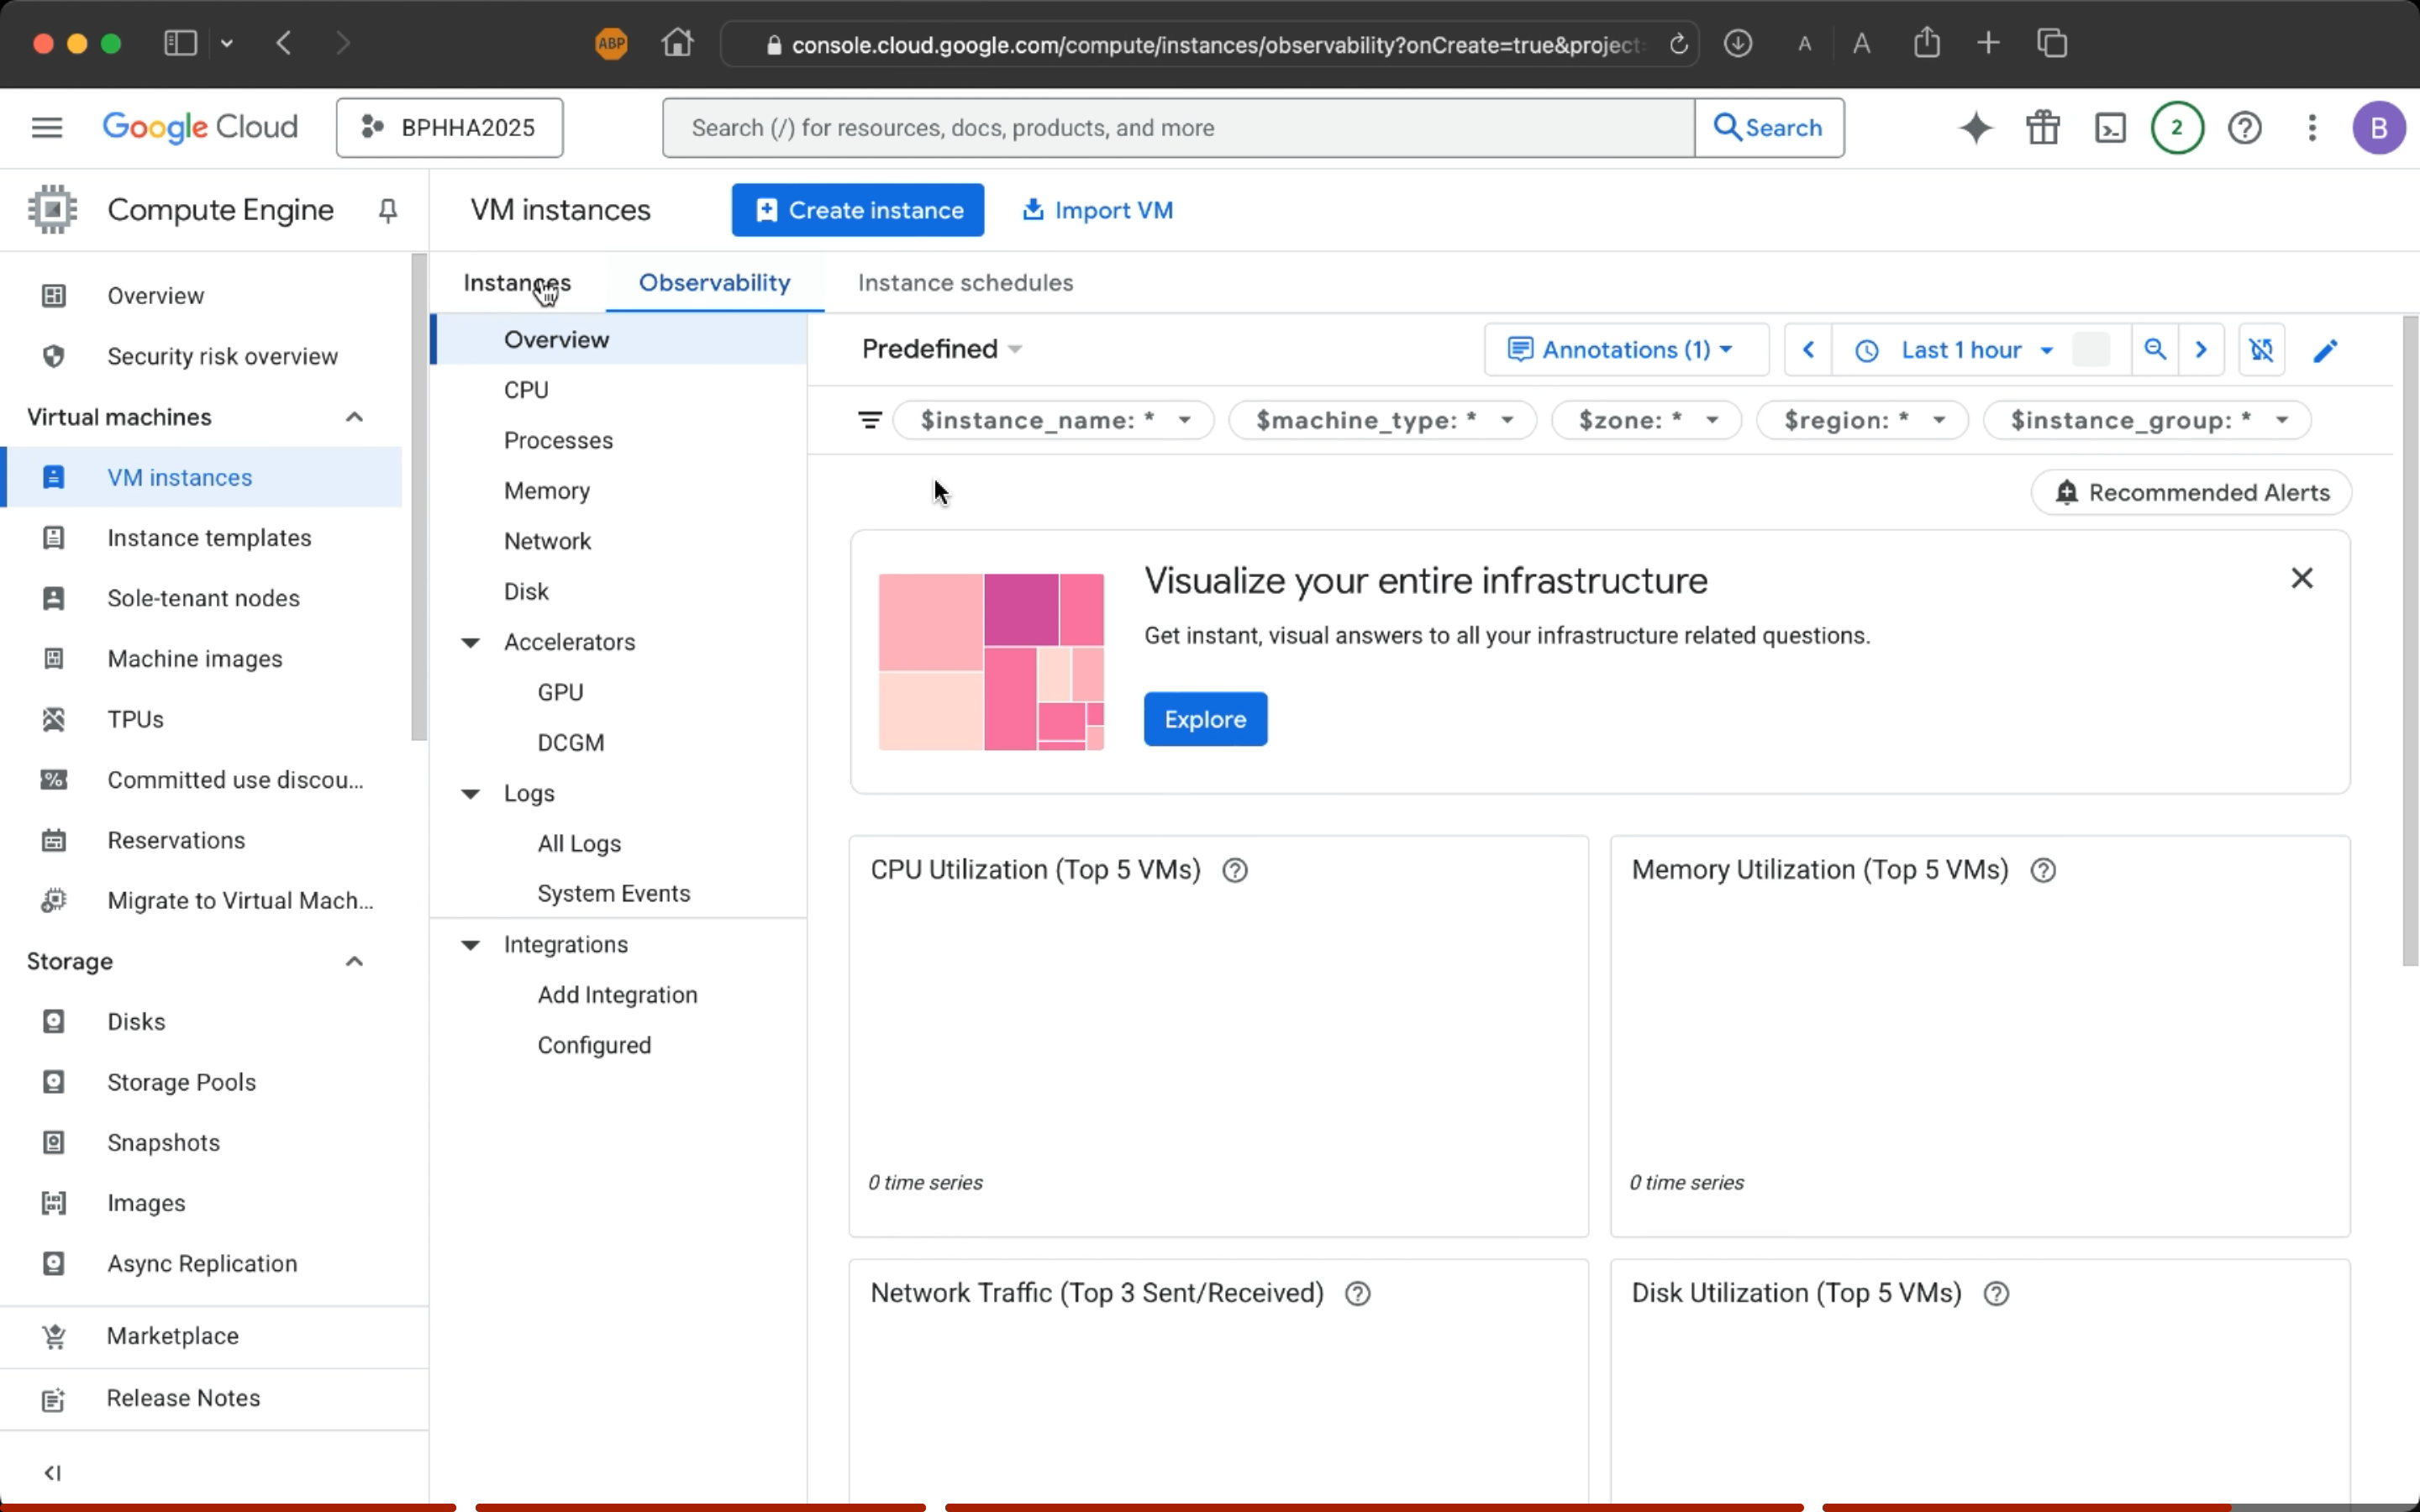 ABP
console.cloud.google.com/compute/instances/observability?onCreate=true&project
A A
Google Cloud
BPHHA2025
Search (/) for resources, docs, products, and more
Search
2
B
Compute Engine
VM instances
Create instance
Import VM
Overview
Security risk overview
Virtual machines
VM instances
Instance templates
Sole-tenant nodes
Machine images
TPUs
Committed use discou...
Reservations
Migrate to Virtual Mach...
Storage
Disks
Storage Pools
Snapshots
Images
Async Replication
Marketplace
Release Notes
Instances
Observability
Instance schedules
Overview
CPU
Processes
Memory
Network
Disk
Accelerators
GPU
DCGM
Logs
All Logs
System Events
Integrations
Add Integration
Configured
Predefined
Annotations (1)
Last 1 hour
$instance_name: *
$machine_type: *
$zone: *
$region: *
$instance_group: *
Recommended Alerts
Visualize your entire infrastructure
Get instant, visual answers to all your infrastructure related questions.
Explore
CPU Utilization (Top 5 VMs)
0 time series
Memory Utilization (Top 5 VMs)
0 time series
Network Traffic (Top 3 Sent/Received)
Disk Utilization (Top 5 VMs)